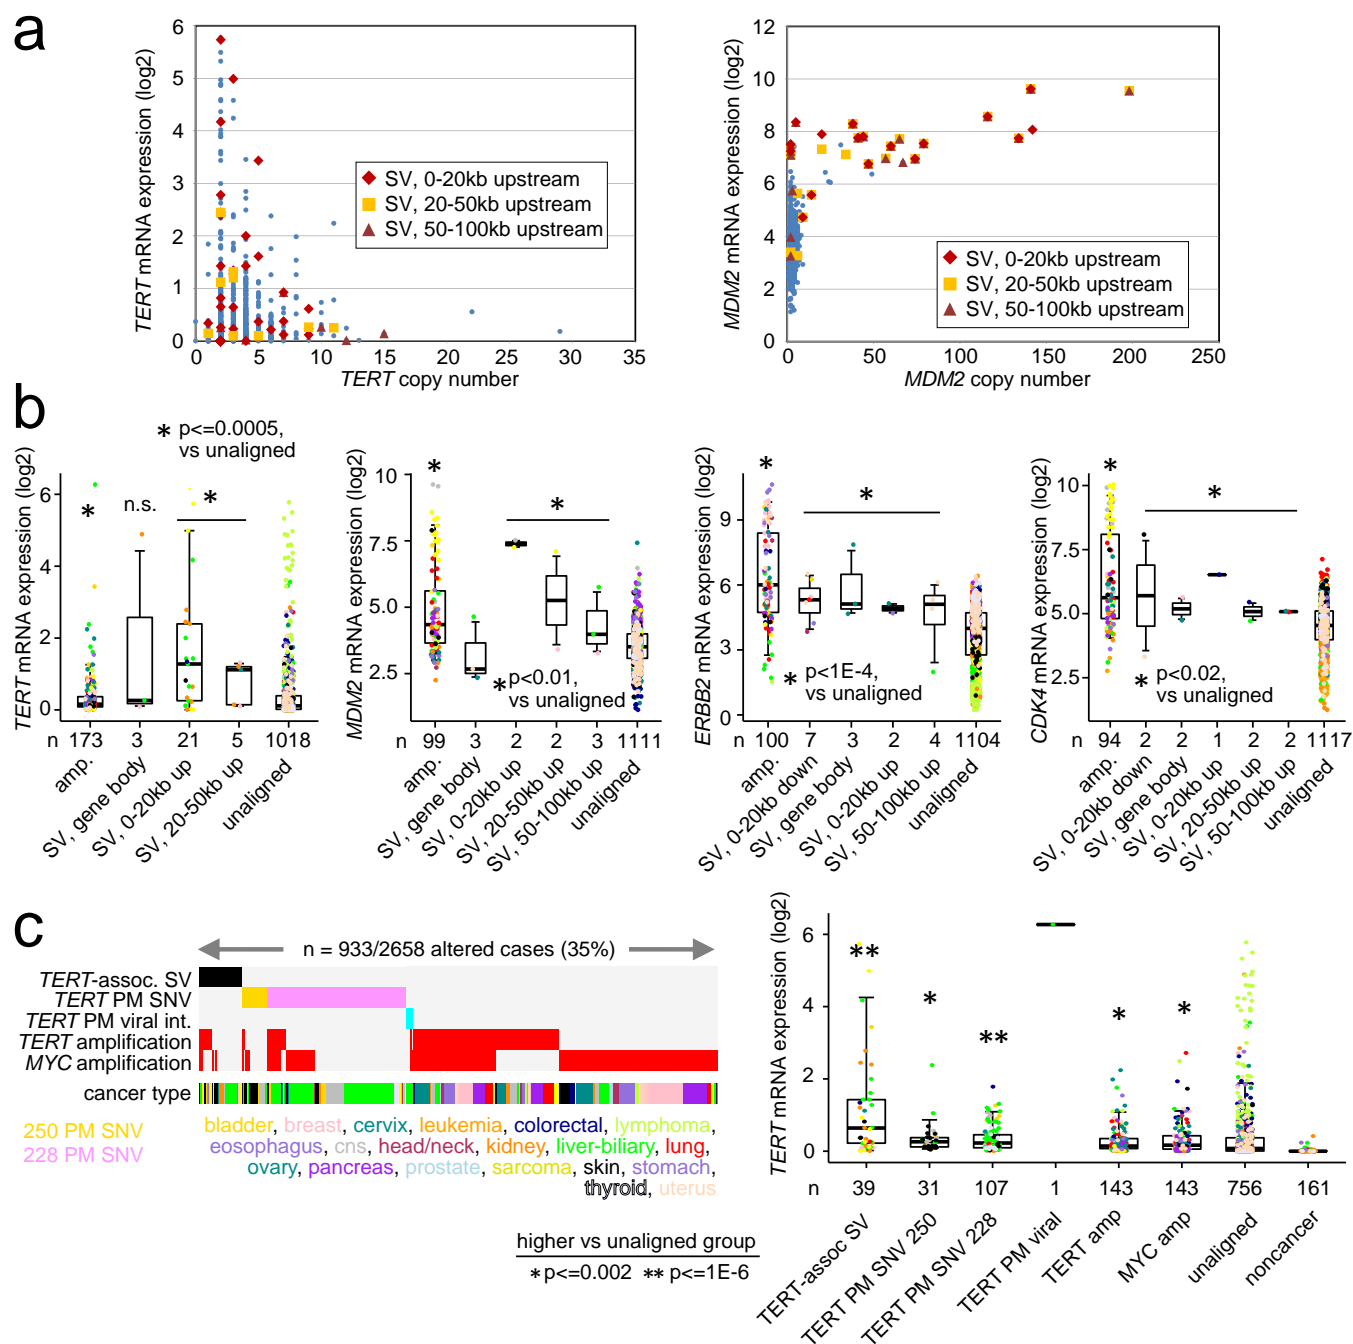 a
TERT mRNA expression (log2)
6
5
4
3
2
1
0
0 5 10 15 20 25 30 35
TERT copy number
SV, 0-20kb upstream
SV, 20-50kb upstream
SV, 50-100kb upstream
MDM2 mRNA expression (log2)
12
10
8
6
4
2
0
0 50 100 150 200 250
MDM2 copy number
SV, 0-20kb upstream
SV, 20-50kb upstream
SV, 50-100kb upstream
b
* p<=0.0005,
vs unaligned
TERT mRNA expression (log2)
6
4
2
0
*
n.s.
*
n 173 3 21 5 1018
amp.
SV, gene body
SV, 0-20kb up
SV, 20-50kb up
unaligned
MDM2 mRNA expression (log2)
10
7.5
5.0
2.5
*
*
* p<0.01,
vs unaligned
n 99 3 2 2 3 1111
amp.
SV, gene body
SV, 0-20kb up
SV, 20-50kb up
SV, 50-100kb up
unaligned
ERBB2 mRNA expression (log2)
9
6
3
0
*
*
* p<1E-4,
vs unaligned
n 100 7 3 2 4 1104
amp.
SV, 0-20kb down
SV, gene body
SV, 0-20kb up
SV, 50-100kb up
unaligned
CDK4 mRNA expression (log2)
10
7.5
5.0
2.5
*
*
* p<0.02,
vs unaligned
n 94 2 2 1 2 2 1117
amp.
SV, 0-20kb down
SV, gene body
SV, 0-20kb up
SV, 20-50kb up
SV, 50-100kb up
unaligned
c
n = 933/2658 altered cases (35%)
TERT-assoc. SV
TERT PM SNV
TERT PM viral int.
TERT amplification
MYC amplification
cancer type
250 PM SNV
228 PM SNV
bladder, breast, cervix, leukemia, colorectal, lymphoma,
eosophagus, cns, head/neck, kidney, liver-biliary, lung,
ovary, pancreas, prostate, sarcoma, skin, stomach,
thyroid, uterus
higher vs unaligned group
*p<=0.002 ** p<=1E-6
TERT mRNA expression (log2)
6
4
2
0
**
*
**
*
*
n 39 31 107 1 143 143 756 161
TERT-assoc SV
TERT PM SNV 250
TERT PM SNV 228
TERT PM viral
TERT amp
MYC amp
unaligned
noncancer